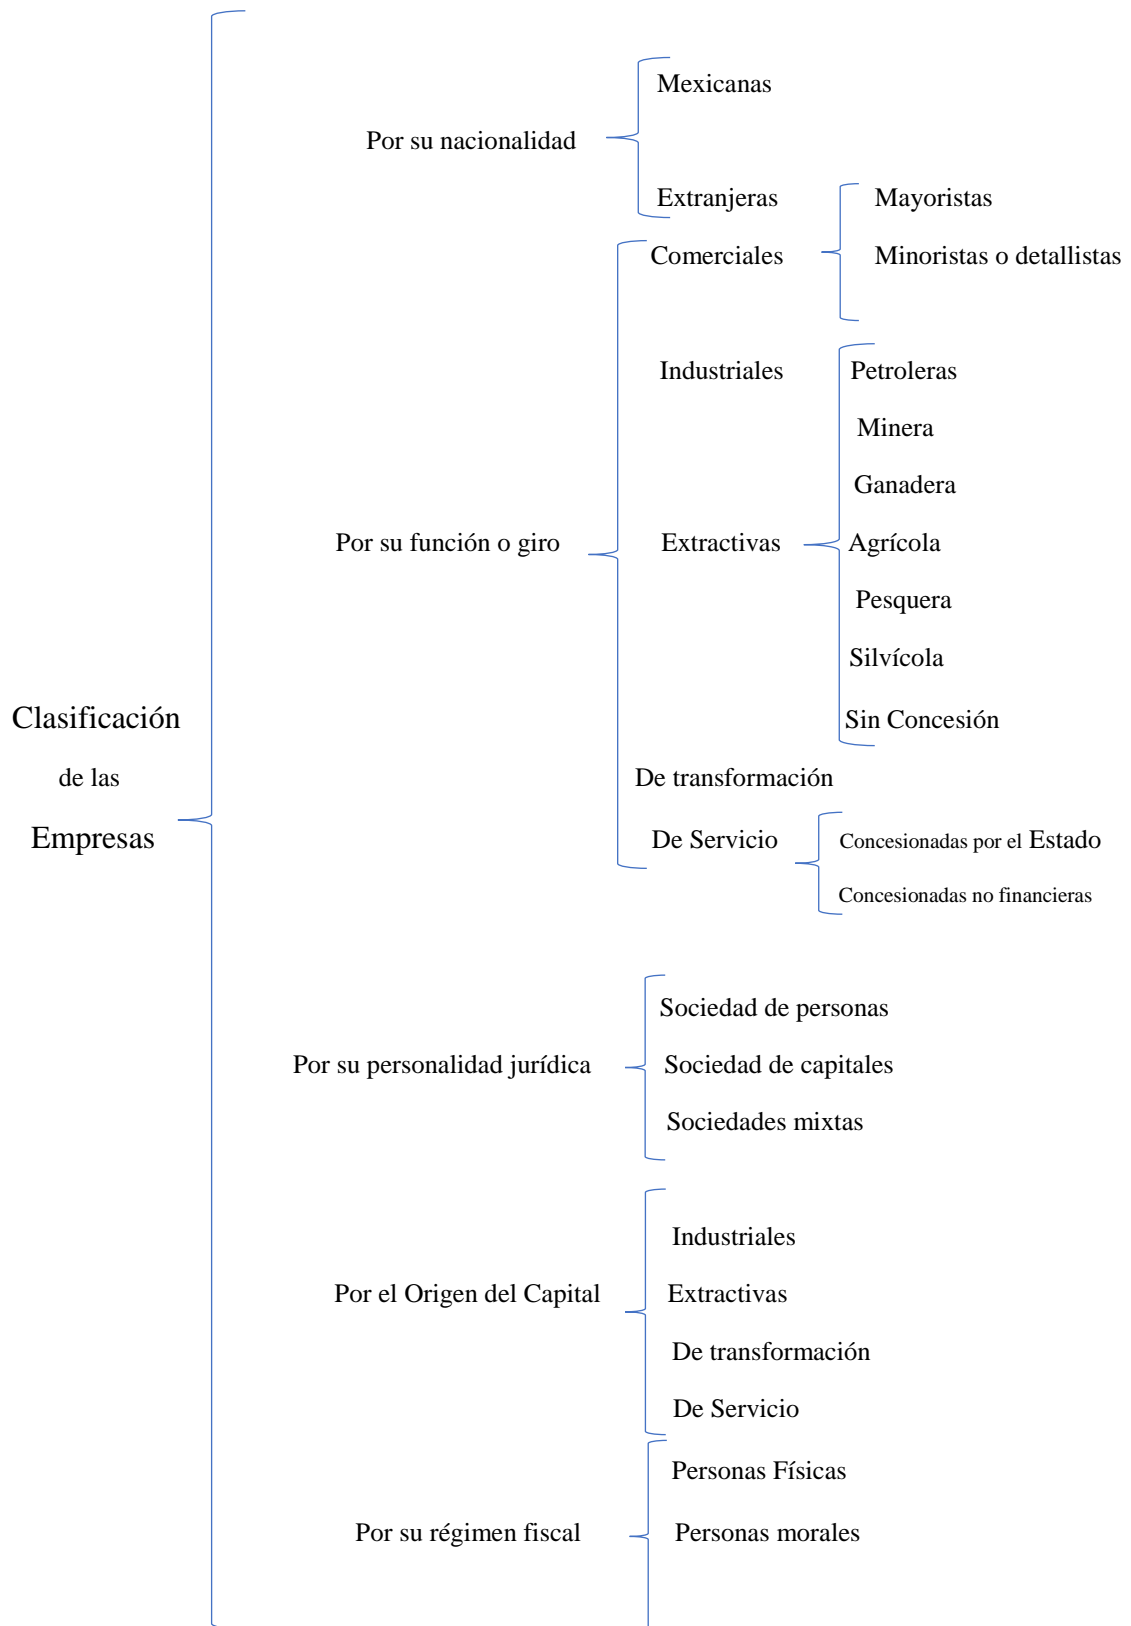 Mexicanas
Por su nacionalidad
Extranjeras
Mayoristas
Comerciales
Minoristas o detallistas
Industriales
Petroleras
Minera
Ganadera
Por su función o giro
Extractivas
Agrícola
Pesquera
Silvícola
Clasificación
de las
Empresas
Sin Concesión
De transformación
De Servicio
Concesionadas por el Estado
Concesionadas no financieras
Sociedad de personas
Por su personalidad jurídica
Sociedad de capitales
Sociedades mixtas
Industriales
Por el Origen del Capital
Extractivas
De transformación
De Servicio
Personas Físicas
Por su régimen fiscal
Personas morales